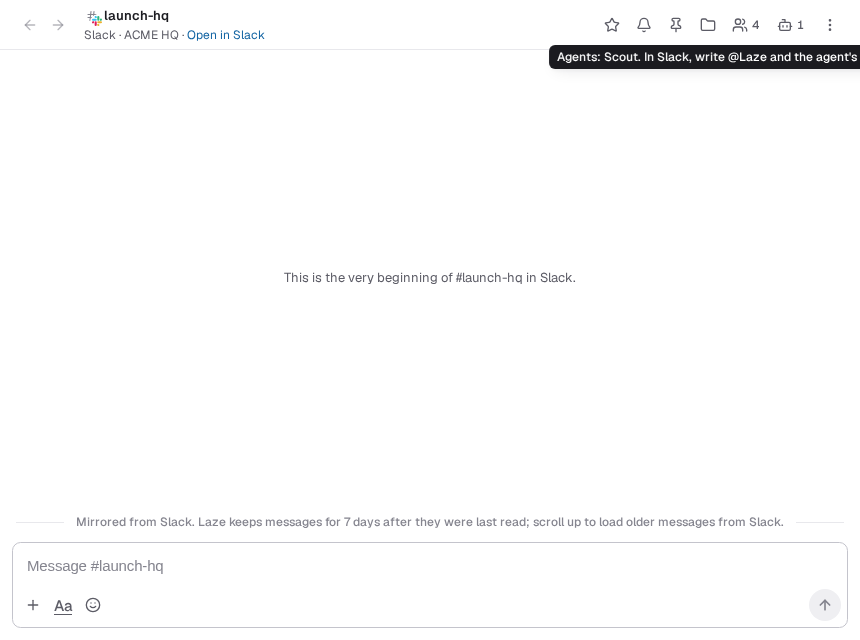 launch-hq
Slack · ACME HQ · Open in Slack
4
1
Agents: Scout. In Slack, write @Laze and the agent's
This is the very beginning of #launch-hq in Slack.
Mirrored from Slack. Laze keeps messages for 7 days after they were last read; scroll up to load older messages from Slack.
Message #launch-hq
Aa